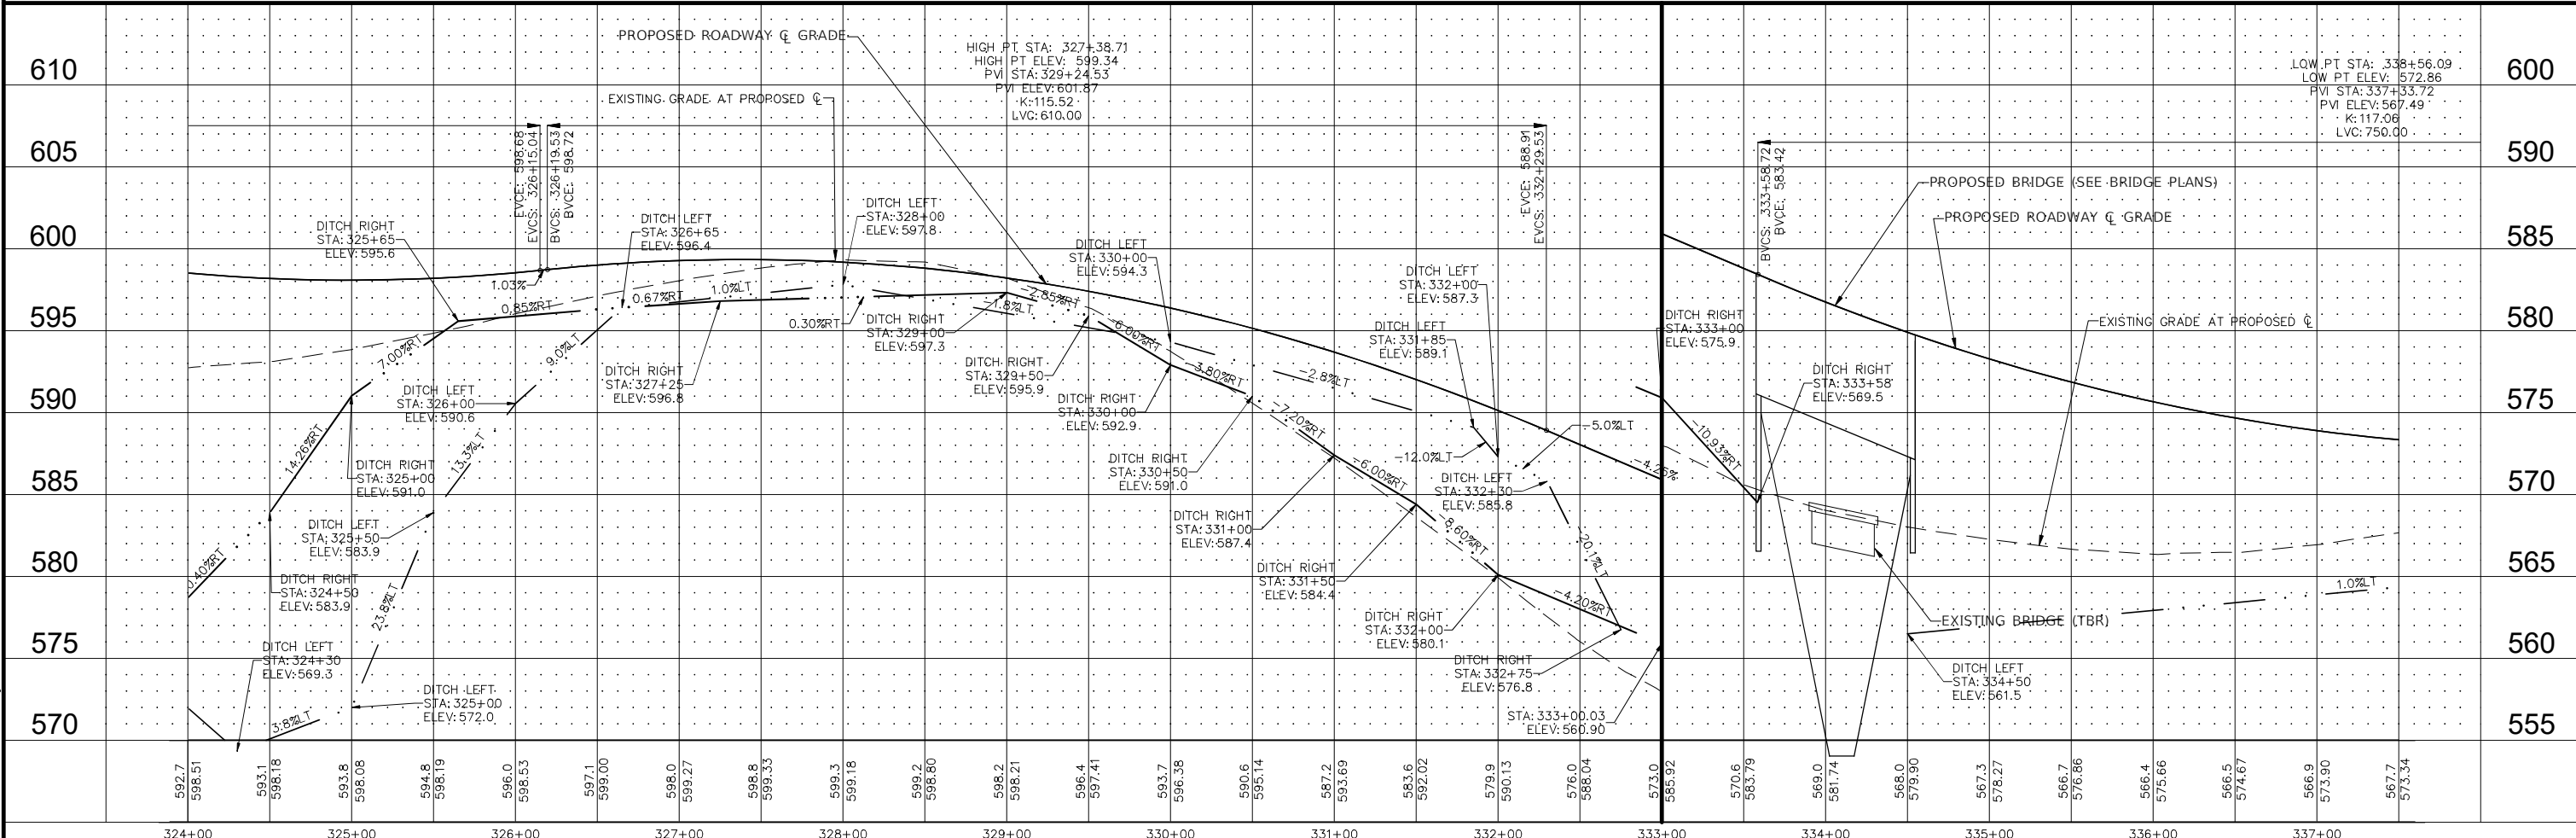 610
605
600
595
590
585
580
575
570
600
590
585
580
575
570
565
560
555
PROPOSED ROADWAY ℄ GRADE
EXISTING GRADE AT PROPOSED ℄
HIGH PT STA: 327+38.71
HIGH PT ELEV: 599.34
PVI STA: 329+24.53
PVI ELEV: 601.87
K: 115.52
LVC: 610.00
LOW PT STA: 338+56.09
LOW PT ELEV: 572.86
PVI STA: 337+33.72
PVI ELEV: 567.49
K: 117.06
LVC: 750.00
EVCE: 598.68
EVCS: 326+15.04
BVCS: 326+19.53
BVCE: 598.72
EVCE: 588.91
EVCS: 332+29.53
BVCS: 333+58.72
BVCE: 583.42
PROPOSED BRIDGE (SEE BRIDGE PLANS)
PROPOSED ROADWAY ℄ GRADE
EXISTING GRADE AT PROPOSED ℄
EXISTING BRIDGE (TBR)
DITCH RIGHT
STA: 325+65
ELEV: 595.6
DITCH LEFT
STA: 326+65
ELEV: 596.4
DITCH LEFT
STA: 328+00
ELEV: 597.8
DITCH LEFT
STA: 330+00
ELEV: 594.3
DITCH LEFT
STA: 332+00
ELEV: 587.3
DITCH LEFT
STA: 331+85
ELEV: 589.1
DITCH RIGHT
STA: 333+00
ELEV: 575.9
DITCH RIGHT
STA: 333+58
ELEV: 569.5
1.03%
0.85%RT
0.67%RT
1.0%LT
0.30%RT
-1.8%LT
-2.85%RT
-6.00%RT
-3.80%RT
-2.8%LT
-7.20%RT
-6.00%RT
-8.60%RT
-4.20%RT
-12.0%LT
-5.0%LT
-20.1%LT
-4.25%
-10.93%RT
1.0%LT
7.00%RT
9.0%LT
14.26%RT
13.3%LT
0.40%RT
23.8%LT
3.8%LT
DITCH RIGHT
STA: 329+00
ELEV: 597.3
DITCH RIGHT
STA: 327+25
ELEV: 596.8
DITCH RIGHT
STA: 329+50
ELEV: 595.9
DITCH LEFT
STA: 326+00
ELEV: 590.6
DITCH RIGHT
STA: 330+00
ELEV: 592.9
DITCH RIGHT
STA: 325+00
ELEV: 591.0
DITCH RIGHT
STA: 330+50
ELEV: 591.0
DITCH LEFT
STA: 332+30
ELEV: 585.8
DITCH LEFT
STA: 325+50
ELEV: 583.9
DITCH RIGHT
STA: 331+00
ELEV: 587.4
DITCH RIGHT
STA: 324+50
ELEV: 583.9
DITCH RIGHT
STA: 331+50
ELEV: 584.4
DITCH RIGHT
STA: 332+00
ELEV: 580.1
DITCH LEFT
STA: 324+30
ELEV: 569.3
DITCH LEFT
STA: 325+00
ELEV: 572.0
DITCH RIGHT
STA: 332+75
ELEV: 576.8
STA: 333+00.03
ELEV: 560.90
DITCH LEFT
STA: 334+50
ELEV: 561.5
592.7
598.51
593.1
598.18
593.8
598.08
594.8
598.19
596.0
598.53
597.1
599.00
598.0
599.27
598.8
599.33
599.3
599.18
599.2
598.80
598.2
598.21
596.4
597.41
593.7
596.38
590.6
595.14
587.2
593.69
583.6
592.02
579.9
590.13
576.0
588.04
573.0
585.92
570.6
583.79
569.0
581.74
568.0
579.90
567.3
578.27
566.7
576.86
566.4
575.66
566.5
574.67
566.9
573.90
567.7
573.34
324+00
325+00
326+00
327+00
328+00
329+00
330+00
331+00
332+00
333+00
334+00
335+00
336+00
337+00